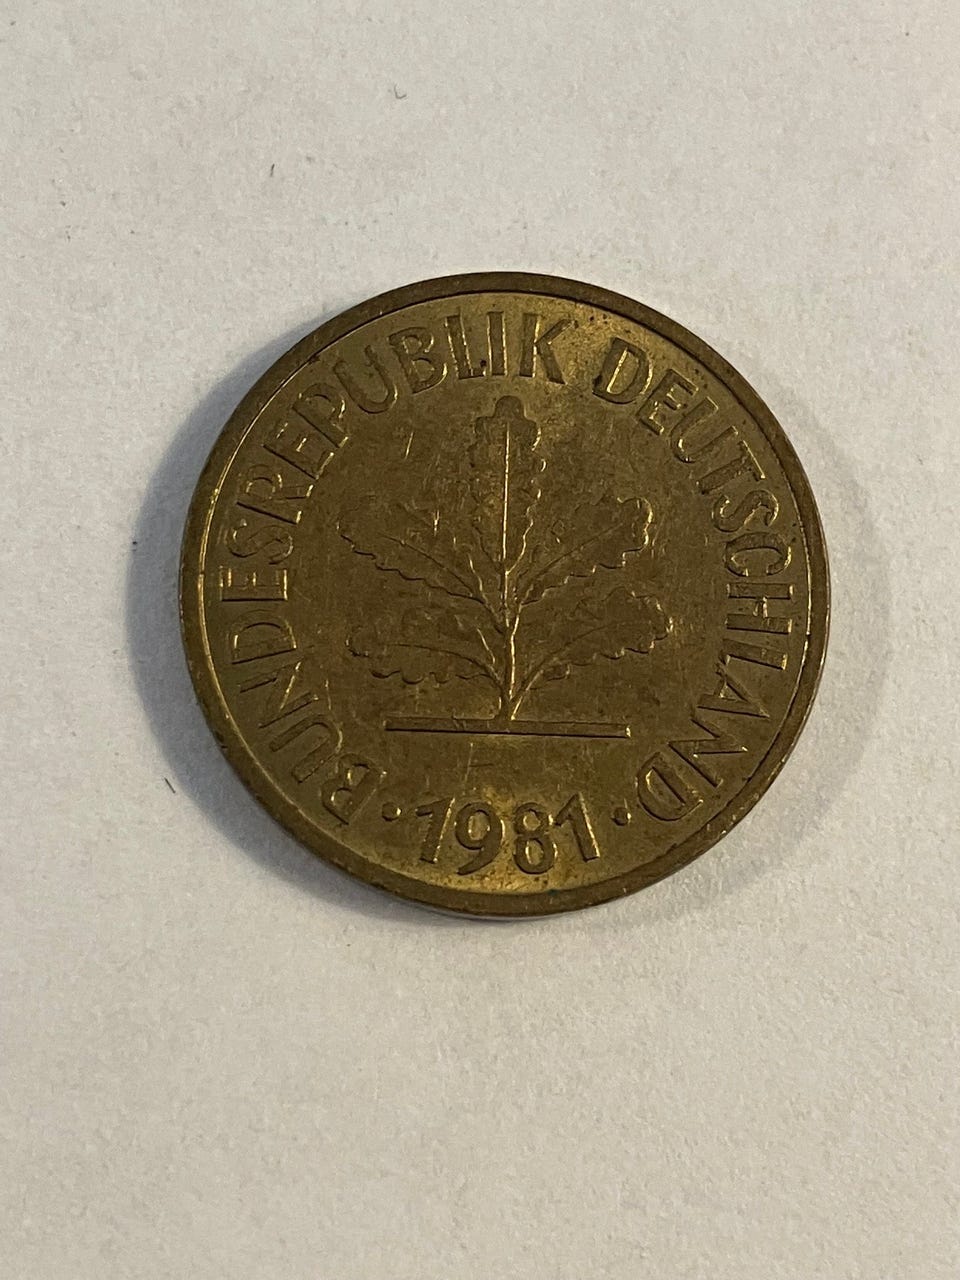 BUNDESREPUBLIK DEUTSCHLAND
· 1981 ·